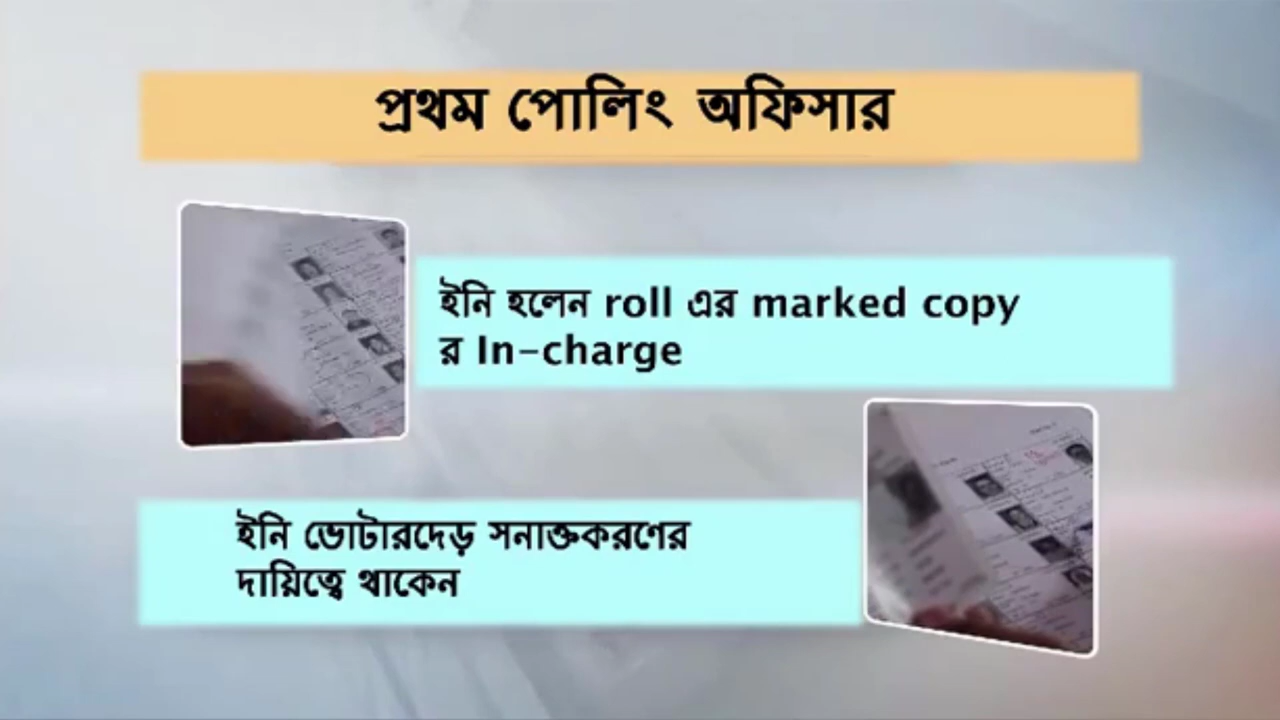 প্রথম পোলিং অফিসার
ইনি হলেন roll এর marked copy
র In-charge
ইনি ভোটারদেড় সনাক্তকরণের
দায়িত্বে থাকেন